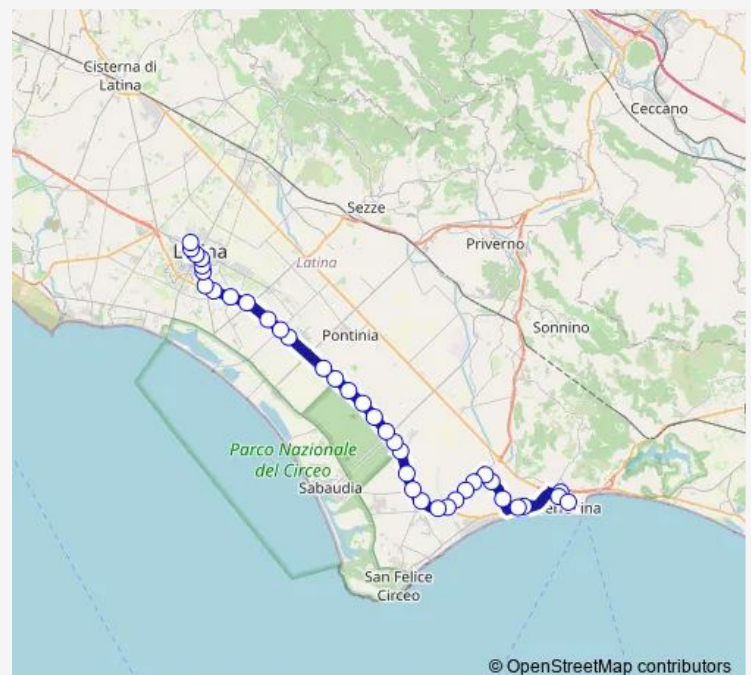 Cisterna di
Latina
Ceccano
Sezze
Priverno
Latina
Sonnino
Pontinia
Parco Nazionale
del Circeo
Sabaudia
San Felice
Circeo
© OpenStreetMap contributors